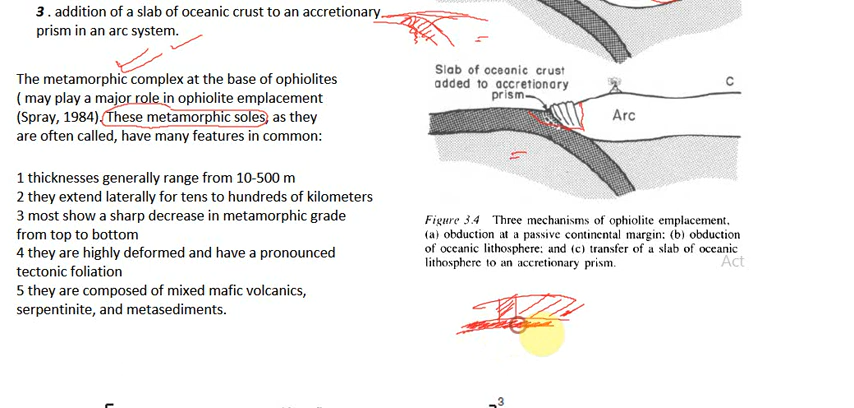 3 . addition of a slab of oceanic crust to an accretionary
prism in an arc system.
The metamorphic complex at the base of ophiolites
( may play a major role in ophiolite emplacement
(Spray, 1984). These metamorphic soles, as they
are often called, have many features in common:
1 thicknesses generally range from 10-500 m
2 they extend laterally for tens to hundreds of kilometers
3 most show a sharp decrease in metamorphic grade
from top to bottom
4 they are highly deformed and have a pronounced
tectonic foliation
5 they are composed of mixed mafic volcanics,
serpentinite, and metasediments.
Slab of oceanic crust
added to accretionary
prism
C
Arc
Figure 3.4 Three mechanisms of ophiolite emplacement,
(a) obduction at a passive continental margin; (b) obduction
of oceanic lithosphere; and (c) transfer of a slab of oceanic
lithosphere to an accretionary prism.
Act
3